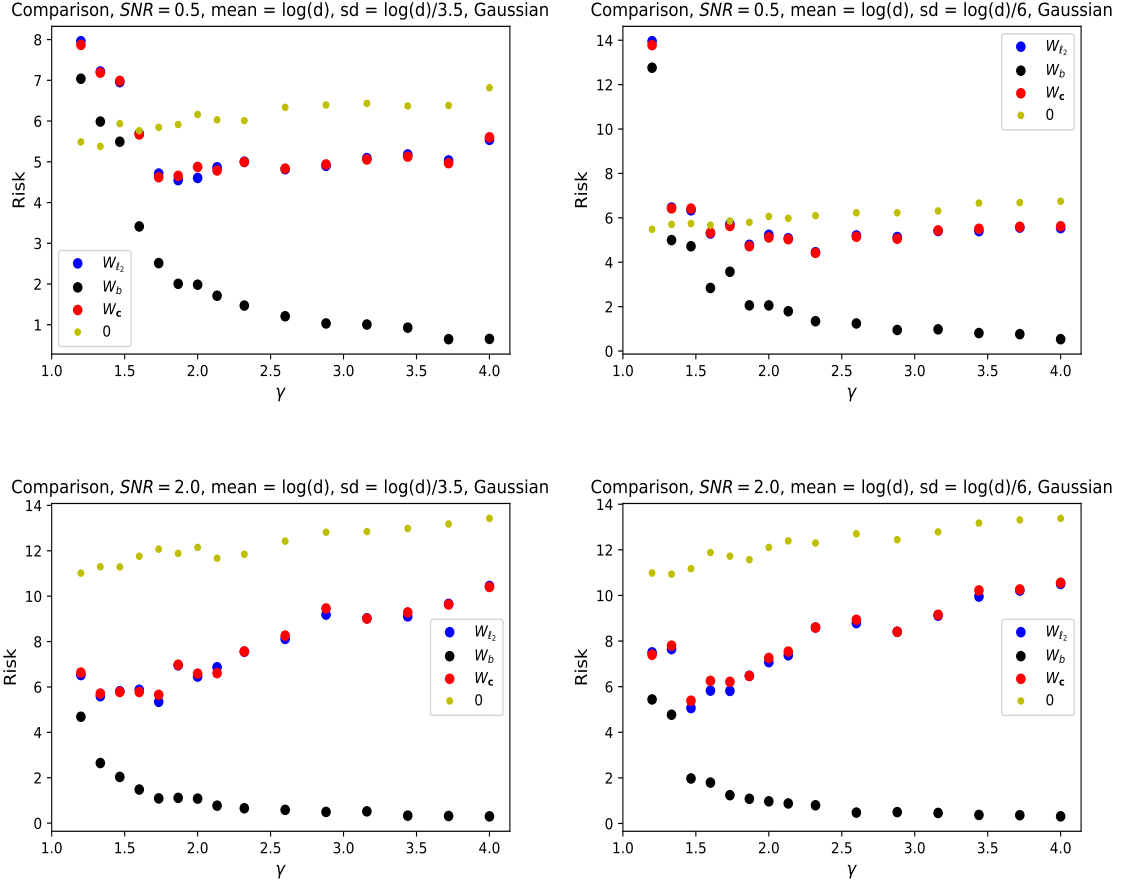 Comparison, SNR = 0.5, mean = log(d), sd = log(d)/3.5, Gaussian
8
7
6
5
4
3
2
1
Risk
W_ℓ₂
W_b
W_c
0
1.0 1.5 2.0 2.5 3.0 3.5 4.0
γ
Comparison, SNR = 0.5, mean = log(d), sd = log(d)/6, Gaussian
14
12
10
8
6
4
2
0
Risk
W_ℓ₂
W_b
W_c
0
1.0 1.5 2.0 2.5 3.0 3.5 4.0
γ
Comparison, SNR = 2.0, mean = log(d), sd = log(d)/3.5, Gaussian
14
12
10
8
6
4
2
0
Risk
W_ℓ₂
W_b
W_c
0
1.0 1.5 2.0 2.5 3.0 3.5 4.0
γ
Comparison, SNR = 2.0, mean = log(d), sd = log(d)/6, Gaussian
14
12
10
8
6
4
2
0
Risk
W_ℓ₂
W_b
W_c
0
1.0 1.5 2.0 2.5 3.0 3.5 4.0
γ